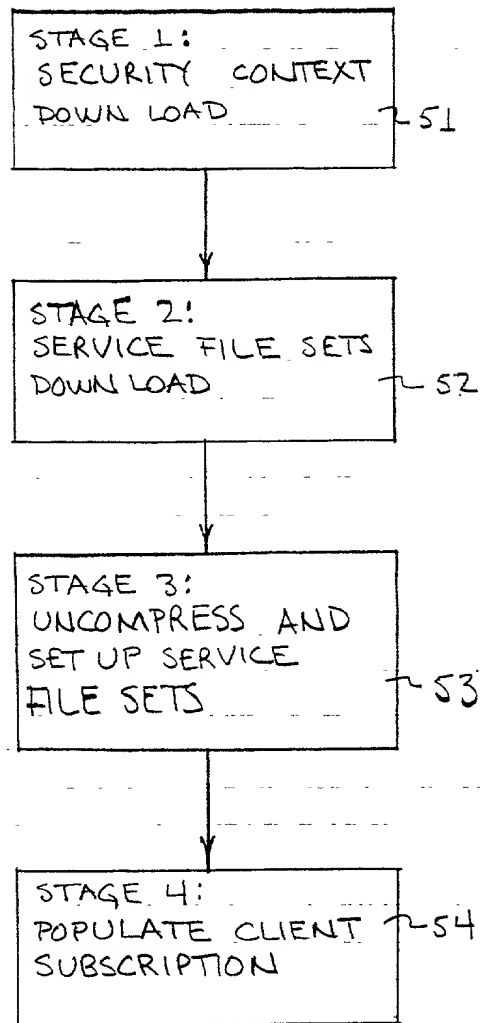 STAGE 1:
SECURITY CONTEXT
DOWN LOAD
51
STAGE 2:
SERVICE FILE SETS
DOWN LOAD
52
STAGE 3:
UNCOMPRESS AND
SET UP SERVICE
FILE SETS
53
STAGE 4:
POPULATE CLIENT
54
SUBSCRIPTION